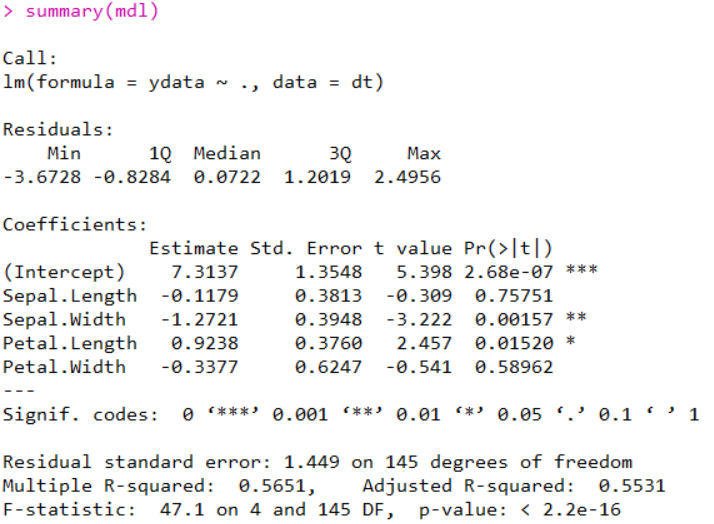 > summary(mdl)
Call:
lm(formula = ydata ~ ., data = dt)
Residuals:
    Min      1Q  Median      3Q     Max
-3.6728 -0.8284  0.0722  1.2019  2.4956
Coefficients:
             Estimate Std. Error t value Pr(>|t|)
(Intercept)    7.3137     1.3548   5.398 2.68e-07 ***
Sepal.Length  -0.1179     0.3813  -0.309  0.75751
Sepal.Width   -1.2721     0.3948  -3.222  0.00157 **
Petal.Length   0.9238     0.3760   2.457  0.01520 *
Petal.Width   -0.3377     0.6247  -0.541  0.58962
---
Signif. codes:  0 ‘***’ 0.001 ‘**’ 0.01 ‘*’ 0.05 ‘.’ 0.1 ‘ ’ 1
Residual standard error: 1.449 on 145 degrees of freedom
Multiple R-squared:  0.5651,    Adjusted R-squared:  0.5531
F-statistic:  47.1 on 4 and 145 DF,  p-value: < 2.2e-16